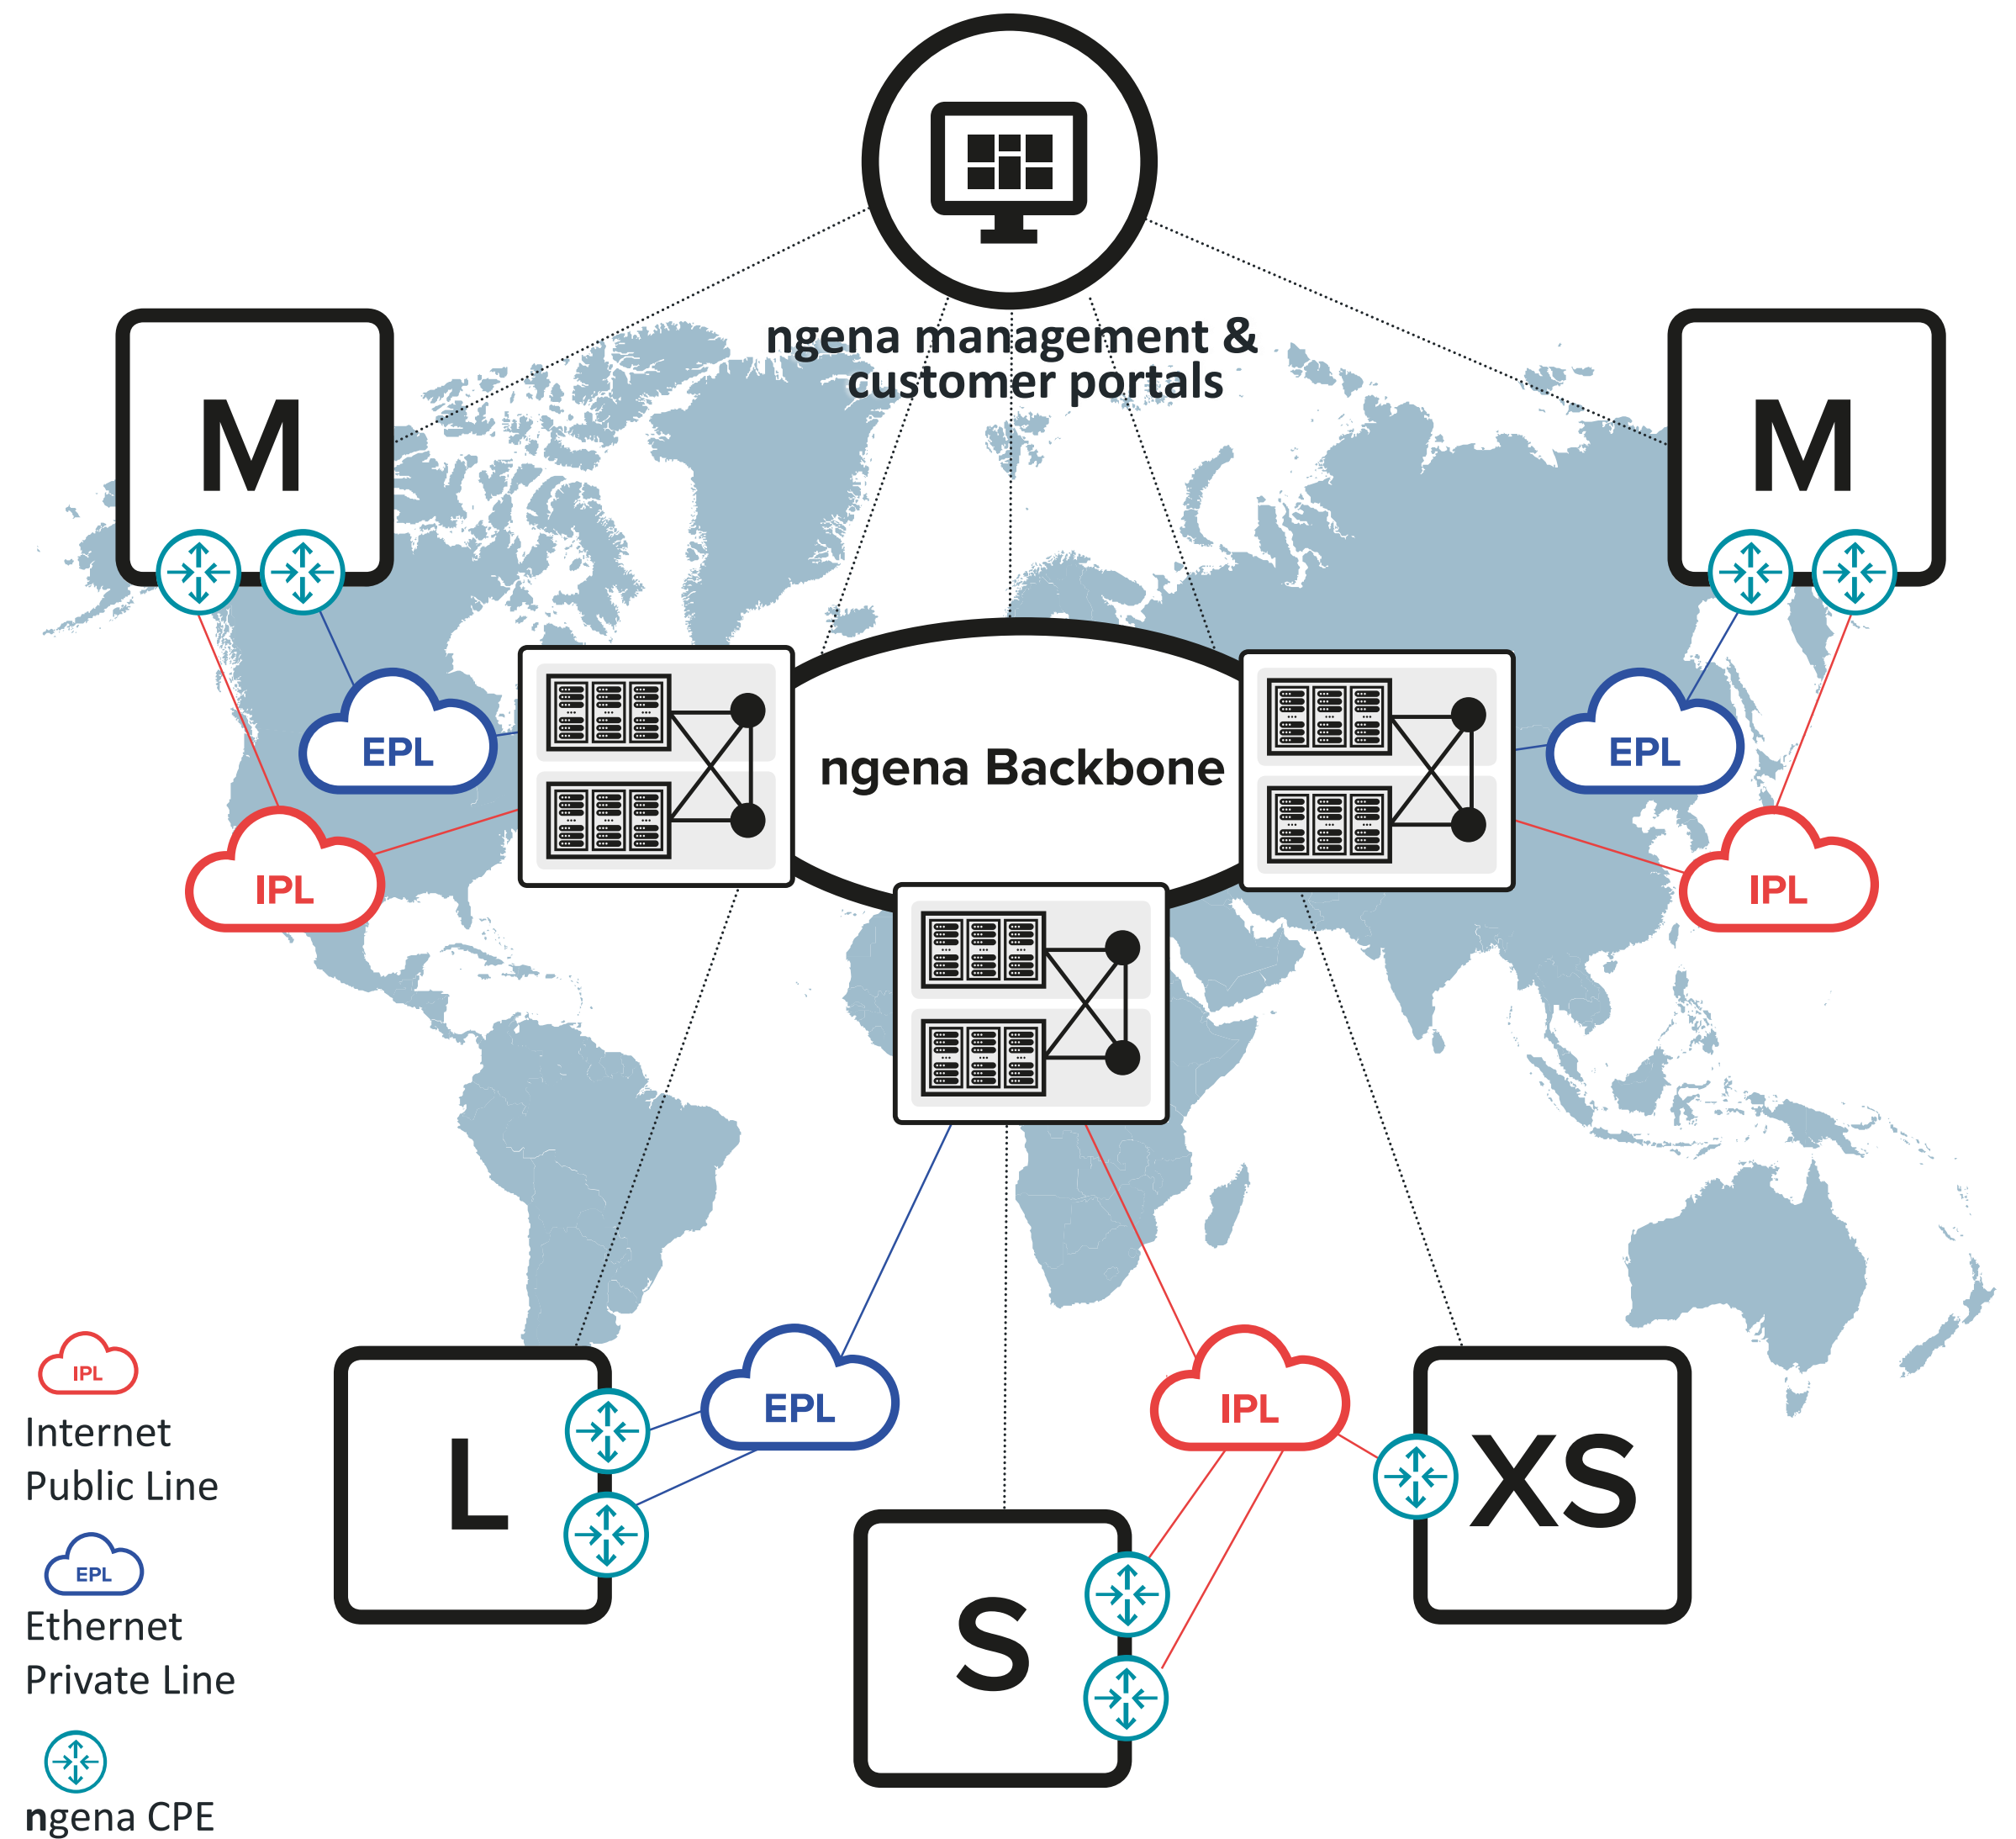 ngena management &
customer portals
M
M
EPL
ngena Backbone
EPL
IPL
IPL
L
EPL
IPL
XS
S
IPL
Internet
Public Line
EPL
Ethernet
Private Line
ngena CPE